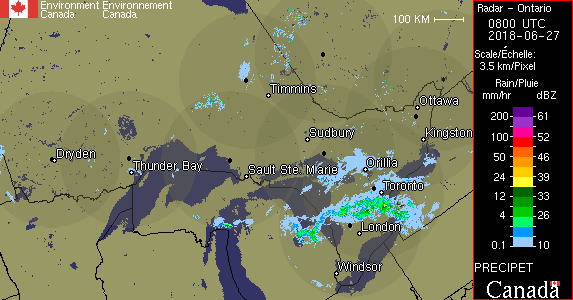 Environment Environnement
Canada Canada
100 KM
Timmins
Ottawa
Sudbury
Kingston
Dryden
Thunder Bay
Sault Ste. Marie
Orillia
Toronto
London
Windsor
Radar - Ontario
0800 UTC
2018-06-27
Scale/Échelle:
3.5 km/Pixel
Rain/Pluie
mm/hr dBZ
200 61
100 52
50 46
24 39
12 33
4 26
0.1 10
PRECIPET
Canada